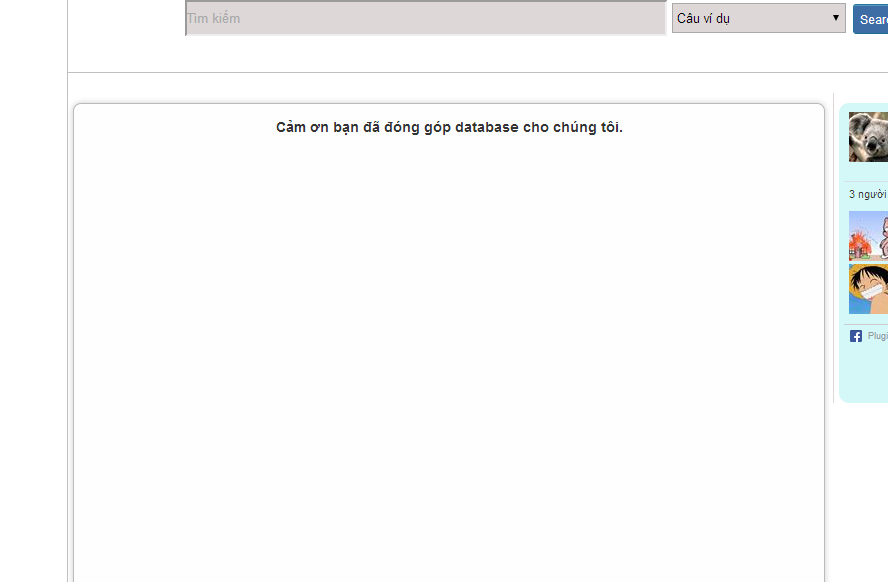 Tìm kiếm
Câu ví dụ
Cảm ơn bạn đã đóng góp database cho chúng tôi.
3 người